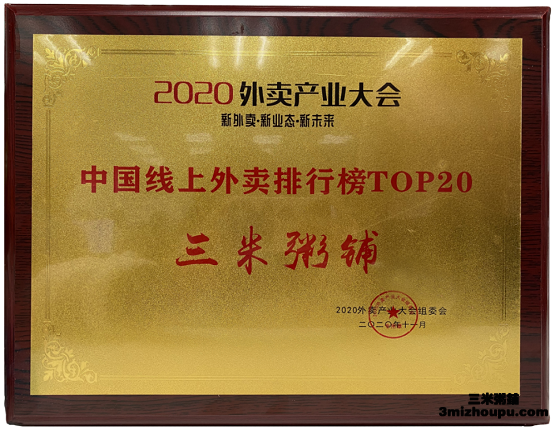 2020外卖产业大会
新外卖·新业态·新未来
中国线上外卖排行榜TOP20
三米粥铺
2020外卖产业大会组委会
二〇二〇年十一月
三米粥鋪
3mizhoupu.com